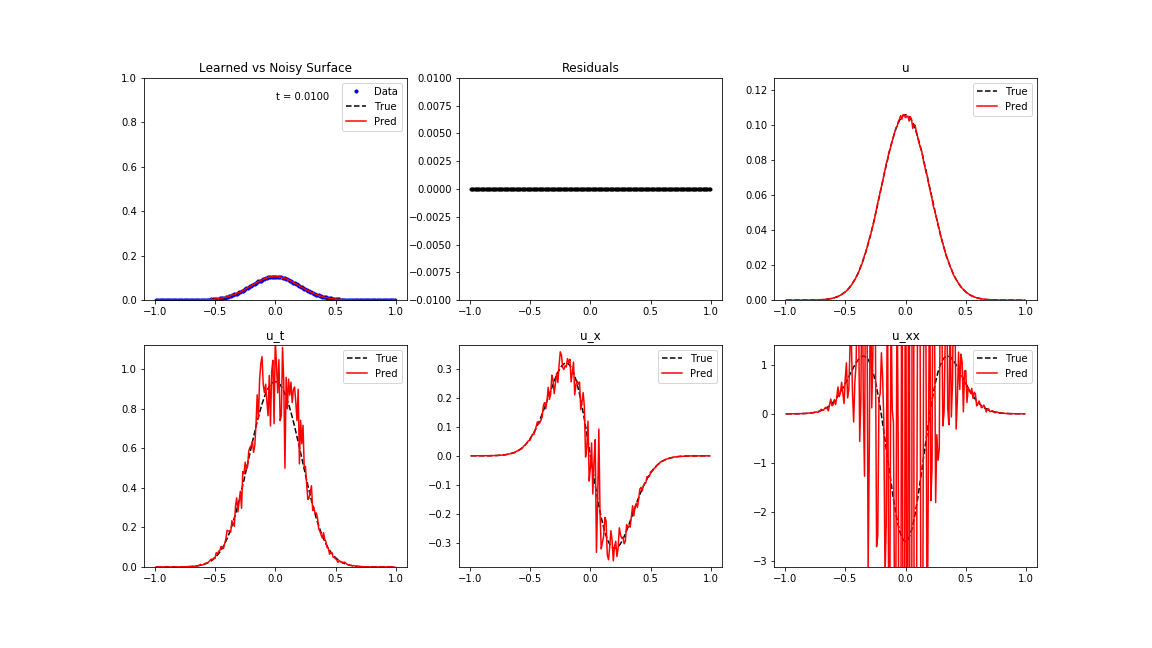 Learned vs Noisy Surface
1.0
0.8
0.6
0.4
0.2
0.0
−1.0 −0.5 0.0 0.5 1.0
t = 0.0100
Data
True
Pred
Residuals
0.0100
0.0075
0.0050
0.0025
0.0000
−0.0025
−0.0050
−0.0075
−0.0100
−1.0 −0.5 0.0 0.5 1.0
u
0.12
0.10
0.08
0.06
0.04
0.02
0.00
−1.0 −0.5 0.0 0.5 1.0
True
Pred
u_t
1.0
0.8
0.6
0.4
0.2
0.0
−1.0 −0.5 0.0 0.5 1.0
True
Pred
u_x
0.3
0.2
0.1
0.0
−0.1
−0.2
−0.3
−1.0 −0.5 0.0 0.5 1.0
True
Pred
u_xx
1
0
−1
−2
−3
−1.0 −0.5 0.0 0.5 1.0
True
Pred